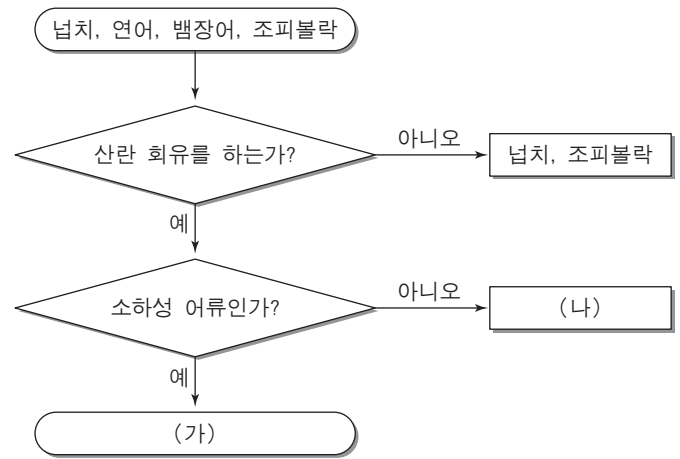 넙치, 연어, 뱀장어, 조피볼락
산란 회유를 하는가?
아니오
넙치, 조피볼락
예
소하성 어류인가?
아니오
(나)
예
(가)